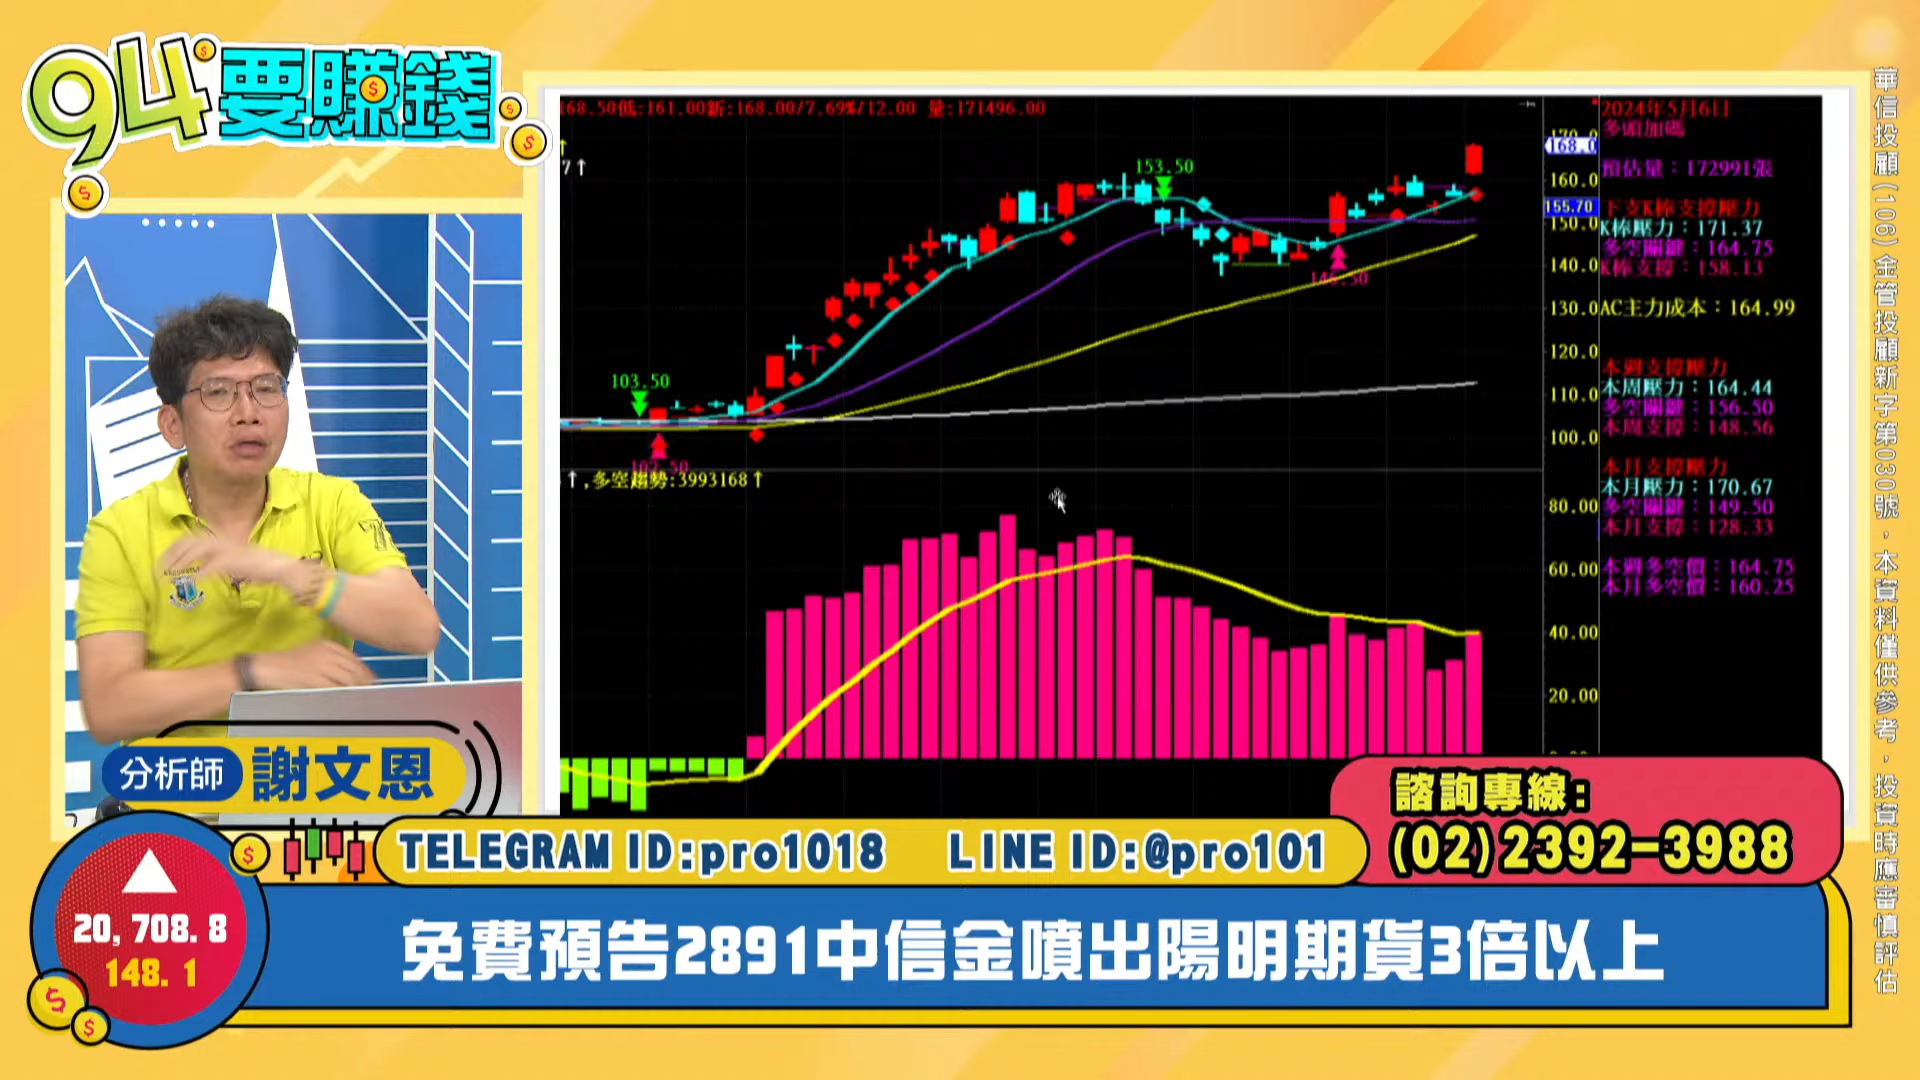 94要賺錢
168.50低:161.00新:168.00/7.69%/12.00 量:171496.00
7↑
153.50
103.50
146.50
102.50
↑,多空趨勢:3993168↑
170.0
168.0
160.0
155.70
150.0
140.0
130.0
120.0
110.0
100.0
80.00
60.00
40.00
20.00
2024年5月6日
多頭加碼
預估量:172991張
下支K棒支撐壓力
K棒壓力:171.37
多空關鍵:164.75
K棒支撐:158.13
AC主力成本:164.99
本週支撐壓力
本周壓力:164.44
多空關鍵:156.50
本周支撐:148.56
本月支撐壓力
本月壓力:170.67
多空關鍵:149.50
本月支撐:128.33
本週多空價:164.75
本月多空價:160.25
華信投顧(106)金管投顧新字第030號，本資料僅供參考，投資時應審慎評估
分析師 謝文恩
諮詢專線:
(02)2392-3988
TELEGRAM ID:pro1018 LINE ID:@pro101
20,708.8
148.1
免費預告2891中信金噴出陽明期貨3倍以上